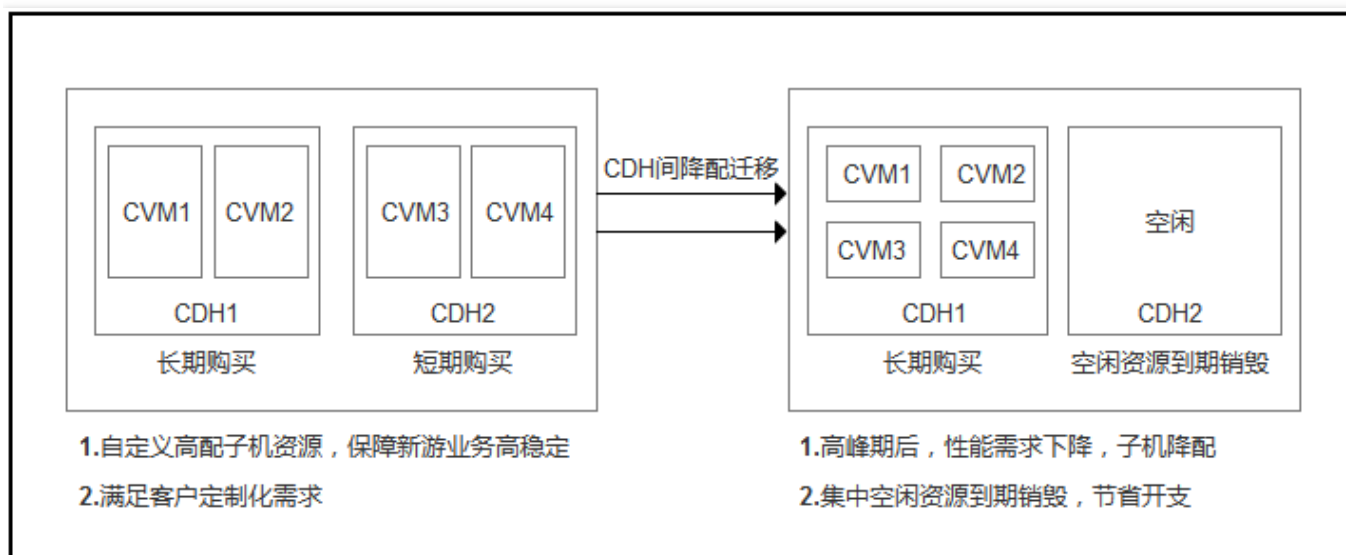 CVM1 CVM2
CDH1
长期购买
CVM3 CVM4
CDH2
短期购买
CDH间降配迁移
CVM1 CVM2
CVM3 CVM4
CDH1
长期购买
空闲
CDH2
空闲资源到期销毁
1.自定义高配子机资源，保障新游业务高稳定
2.满足客户定制化需求
1.高峰期后，性能需求下降，子机降配
2.集中空闲资源到期销毁，节省开支